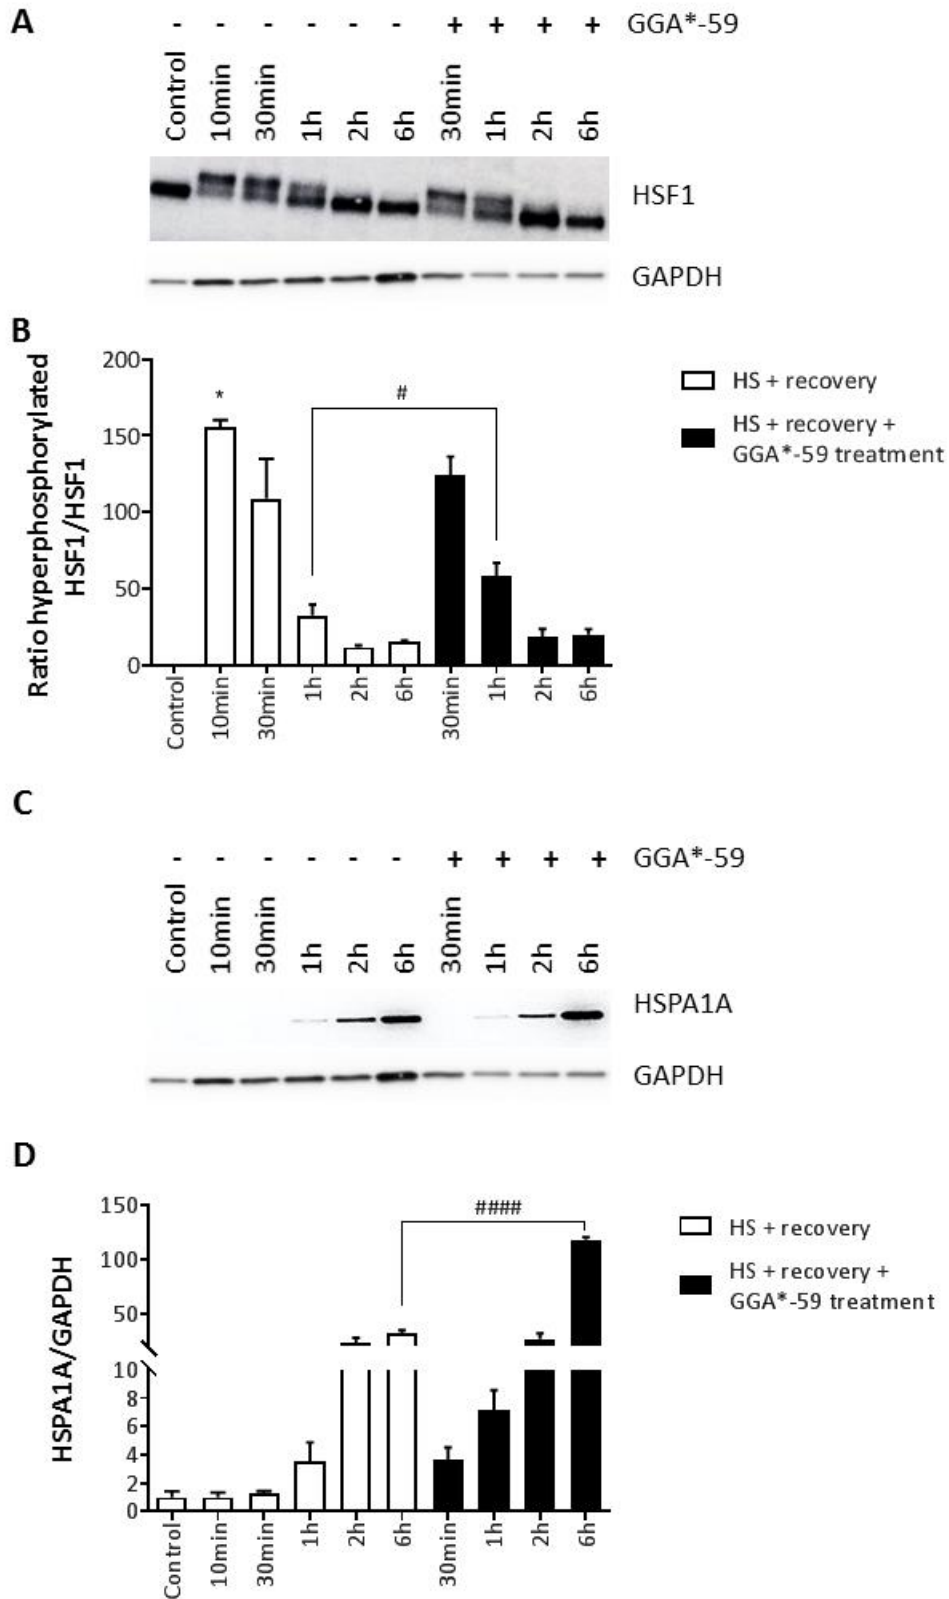 A
- - - - - - + + + + GGA*-59
Control 10min 30min 1h 2h 6h 30min 1h 2h 6h
HSF1
GAPDH
B
Ratio hyperphosphorylated
HSF1/HSF1
200
150
100
50
0
*
#
Control 10min 30min 1h 2h 6h 30min 1h 2h 6h
HS + recovery
HS + recovery +
GGA*-59 treatment
C
- - - - - - + + + + GGA*-59
Control 10min 30min 1h 2h 6h 30min 1h 2h 6h
HSPA1A
GAPDH
D
HSPA1A/GAPDH
150
100
50
10
8
6
4
2
0
####
Control 10min 30min 1h 2h 6h 30min 1h 2h 6h
HS + recovery
HS + recovery +
GGA*-59 treatment